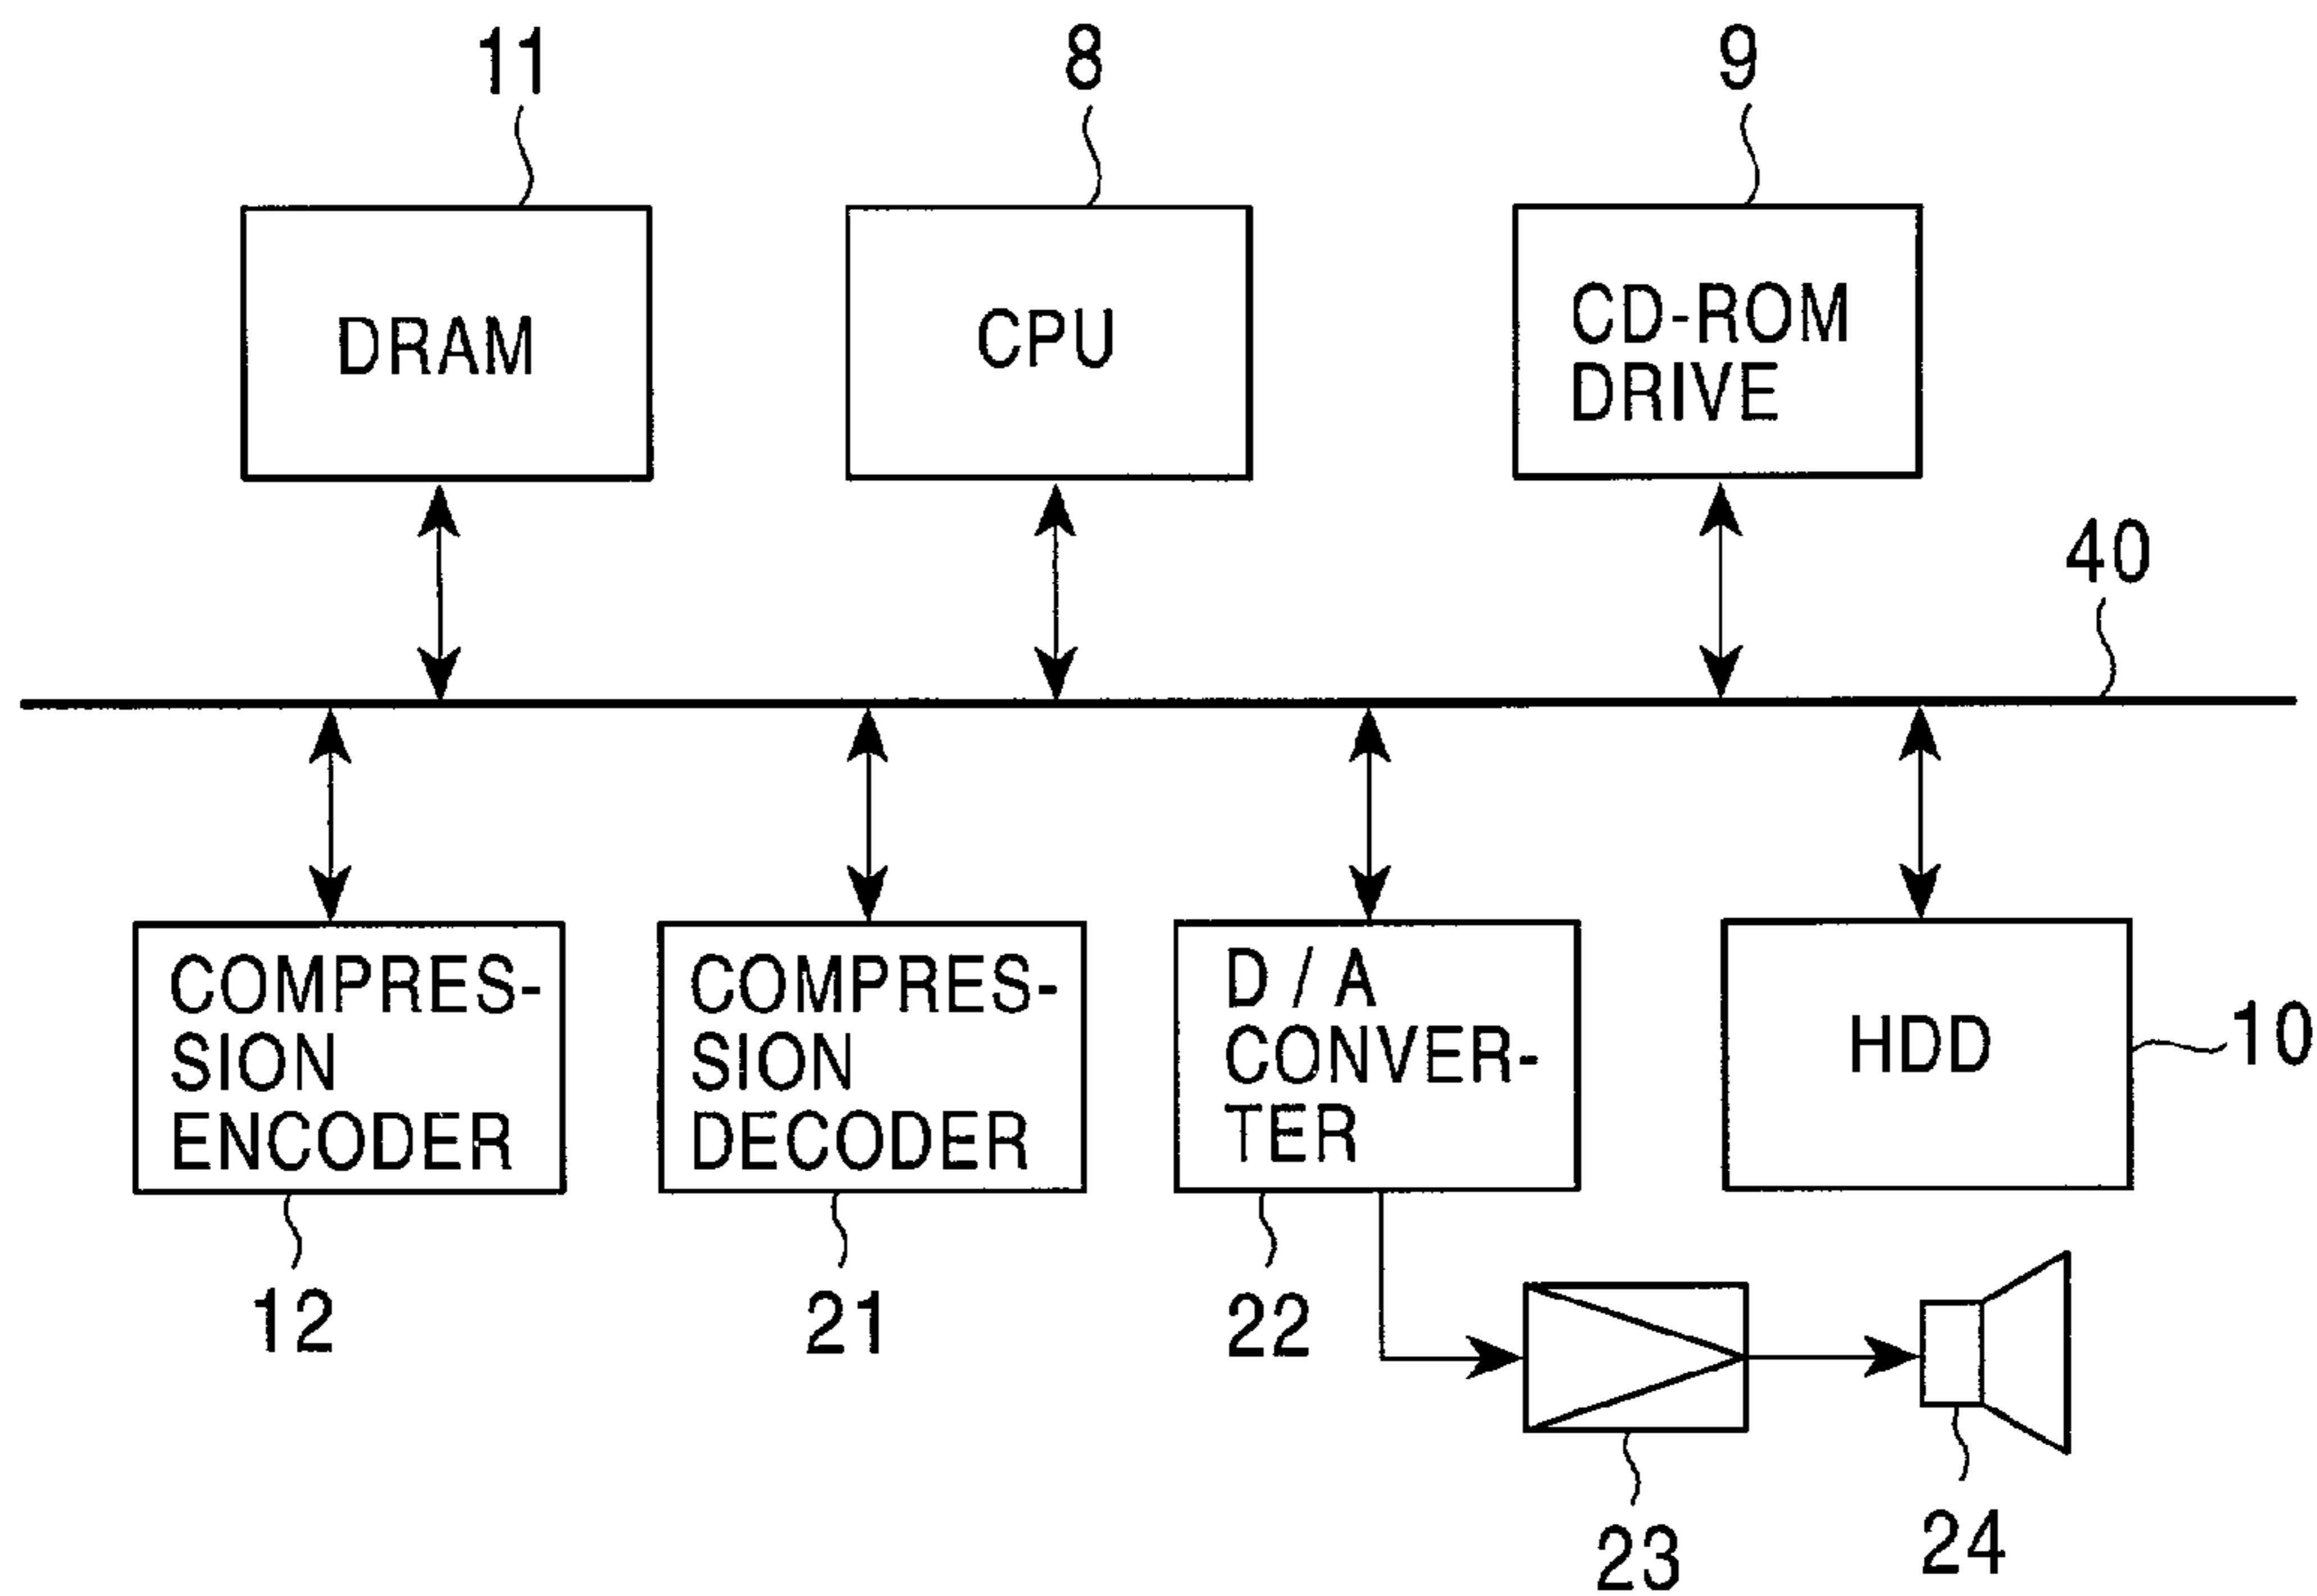 11
8
9
DRAM
CPU
CD-ROM
DRIVE
40
COMPRES-
SION
ENCODER
COMPRES-
SION
DECODER
D / A
CONVER-
TER
HDD
10
12
21
22
23
24